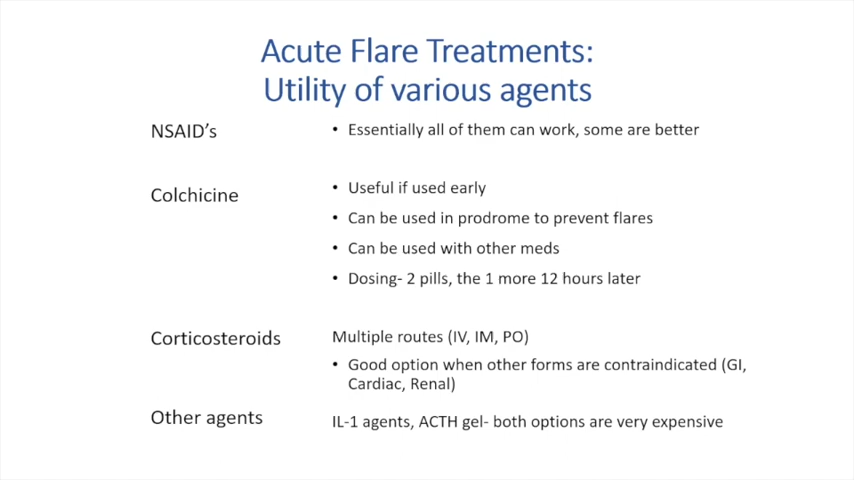 Acute Flare Treatments:
Utility of various agents
NSAID's
• Essentially all of them can work, some are better
Colchicine
• Useful if used early
• Can be used in prodrome to prevent flares
• Can be used with other meds
• Dosing- 2 pills, the 1 more 12 hours later
Corticosteroids
Multiple routes (IV, IM, PO)
• Good option when other forms are contraindicated (GI,
Cardiac, Renal)
Other agents
IL-1 agents, ACTH gel- both options are very expensive